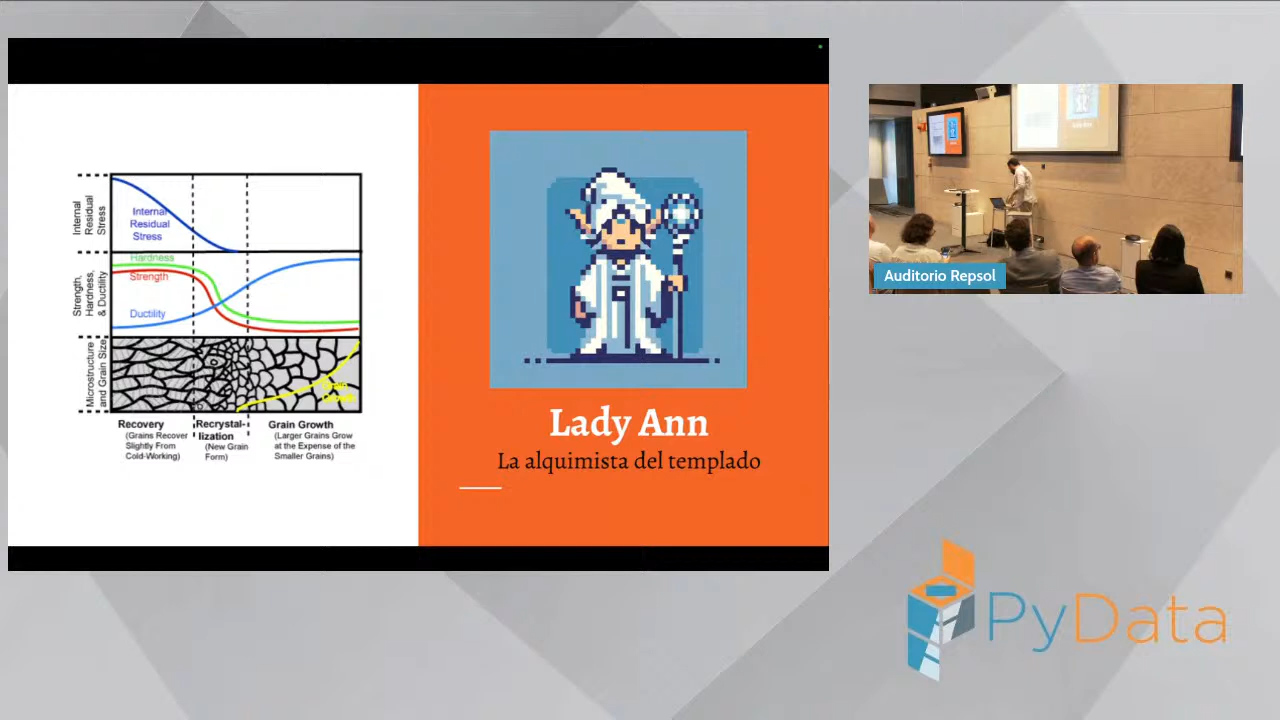 Internal
Residual
Stress
Internal
Residual
Stress
Strength,
Hardness,
& Ductility
Hardness
Strength
Ductility
Microstructure
and Grain Size
Grain
Growth
Recovery
(Grains Recover
Slightly From
Cold-Working)
Recrystal-
lization
(New Grain
Form)
Grain Growth
(Larger Grains Grow
at the Expense of the
Smaller Grains)
Lady Ann
La alquimista del templado
Auditorio Repsol
PyData